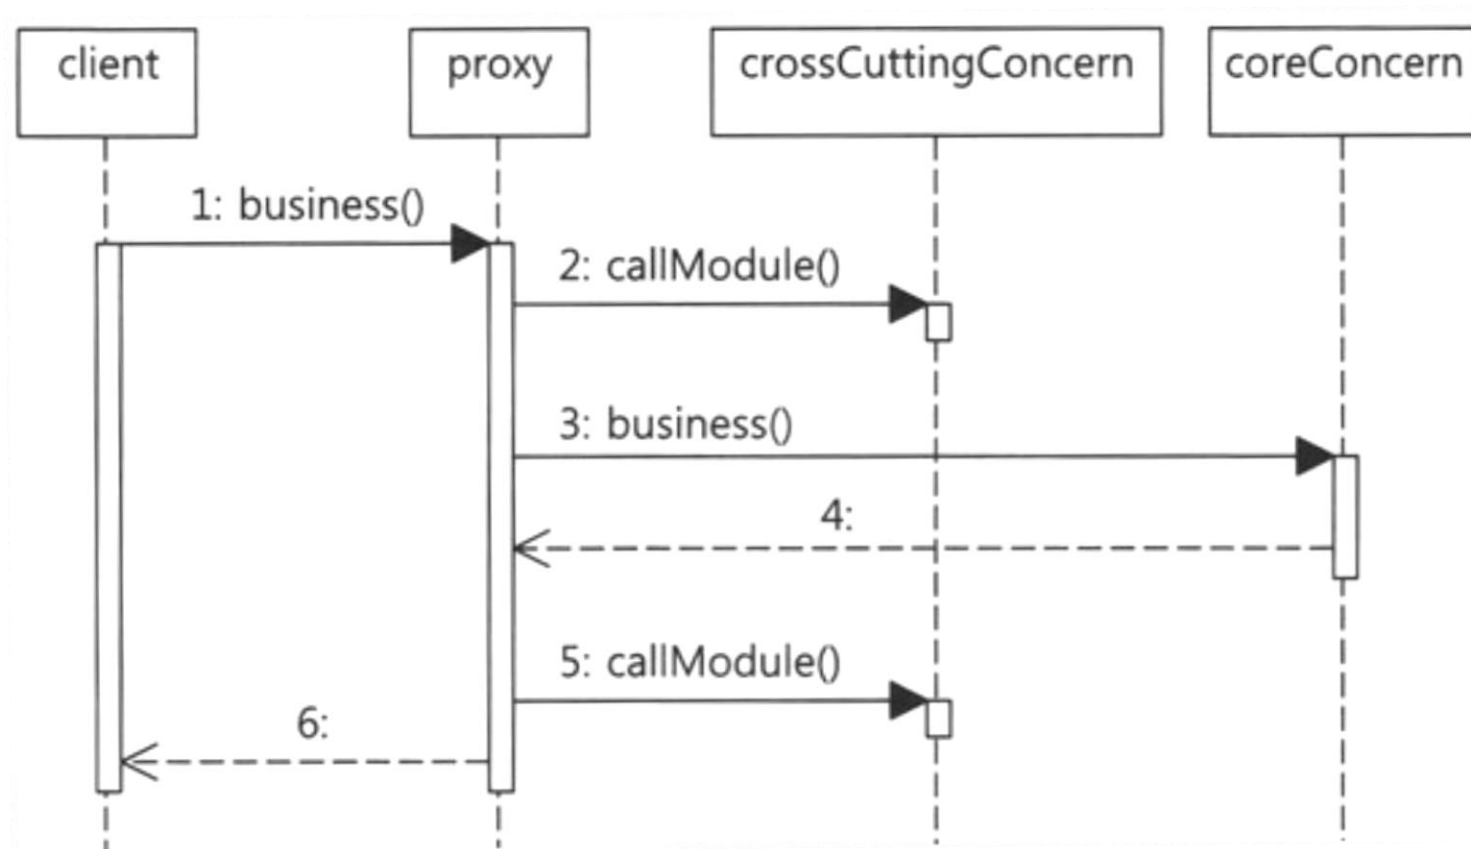 client
proxy
crossCuttingConcern
coreConcern
1: business()
2: callModule()
3: business()
4:
5: callModule()
6: